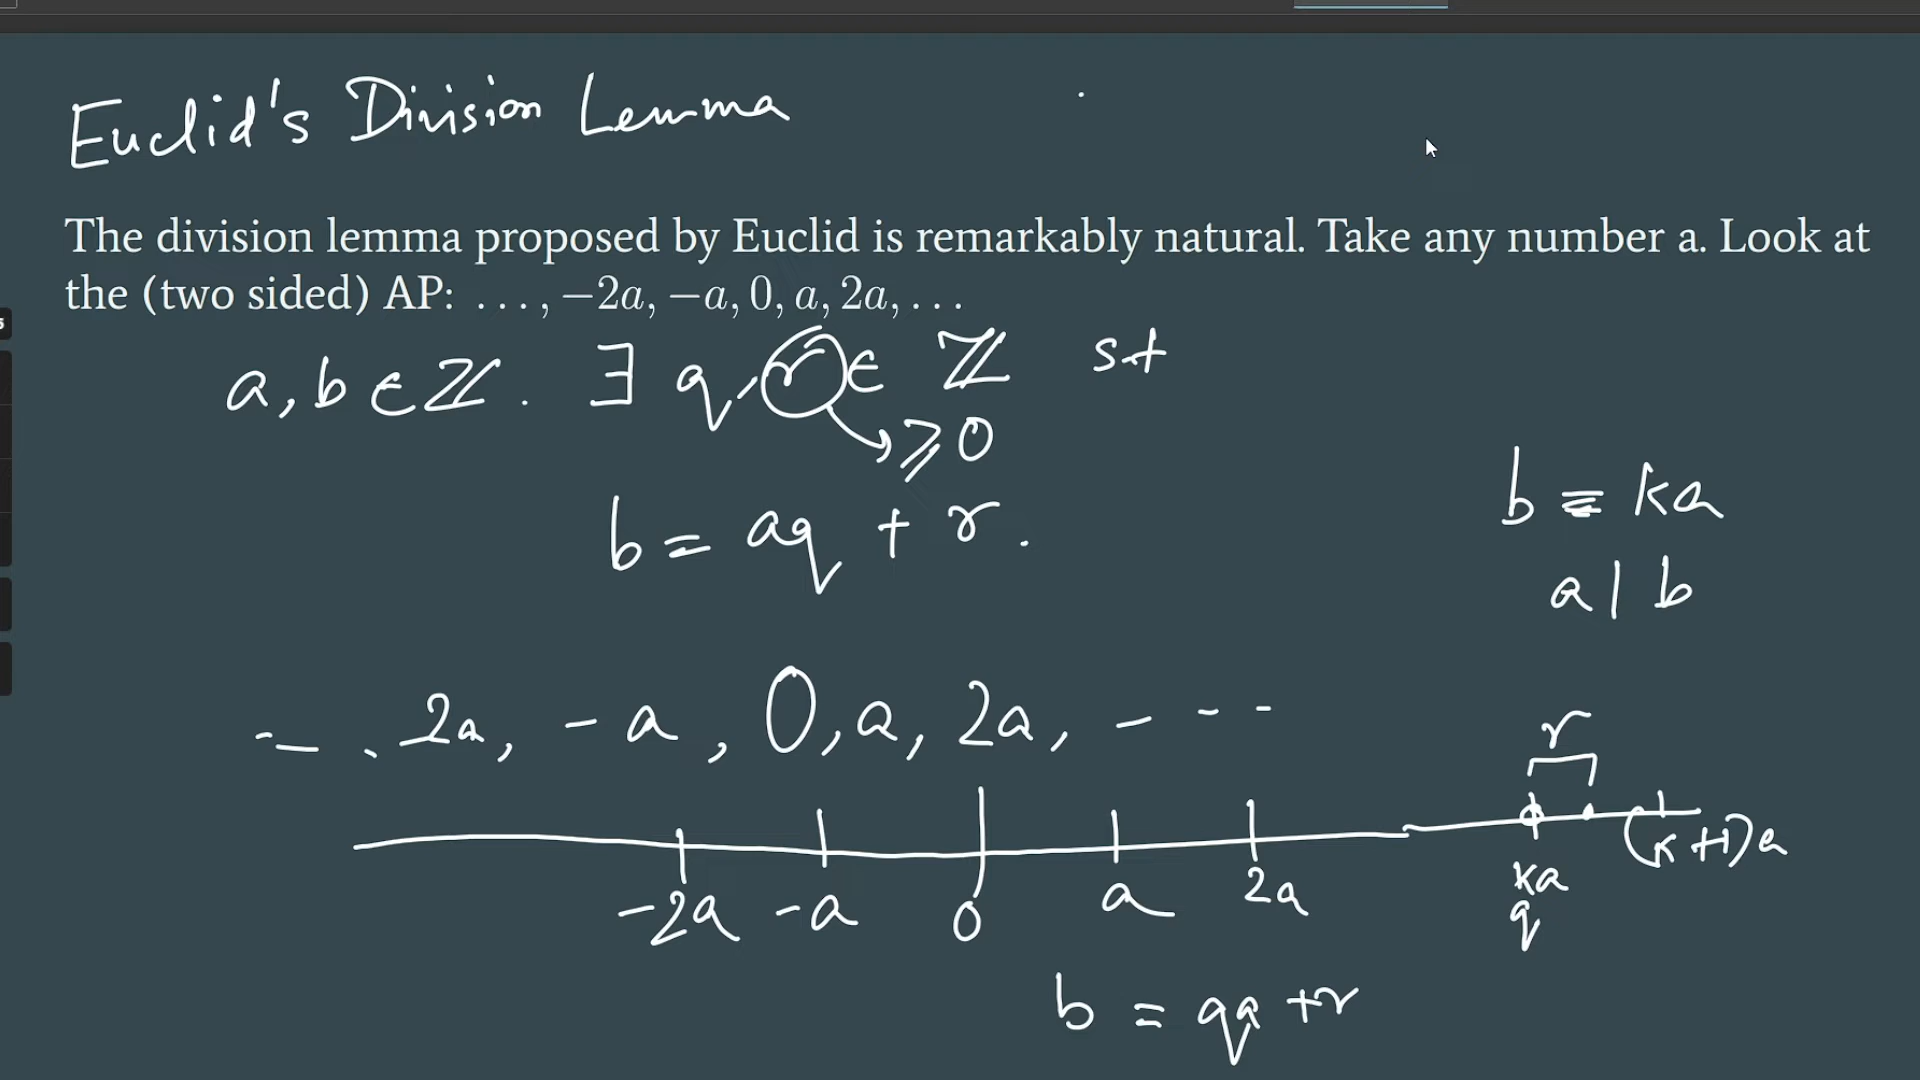 Euclid's Division Lemma
The division lemma proposed by Euclid is remarkably natural. Take any number a. Look at
the (two sided) AP: ..., −2a, −a, 0, a, 2a, ...
a, b ∈ ℤ. ∃ q, r ∈ ℤ st
≥ 0
b = aq + r.
b = ka
a | b
-- . 2a, - a, 0, a, 2a, - - -
r
-2a -a 0 a 2a ka (k+1)a
q
b = qa + r